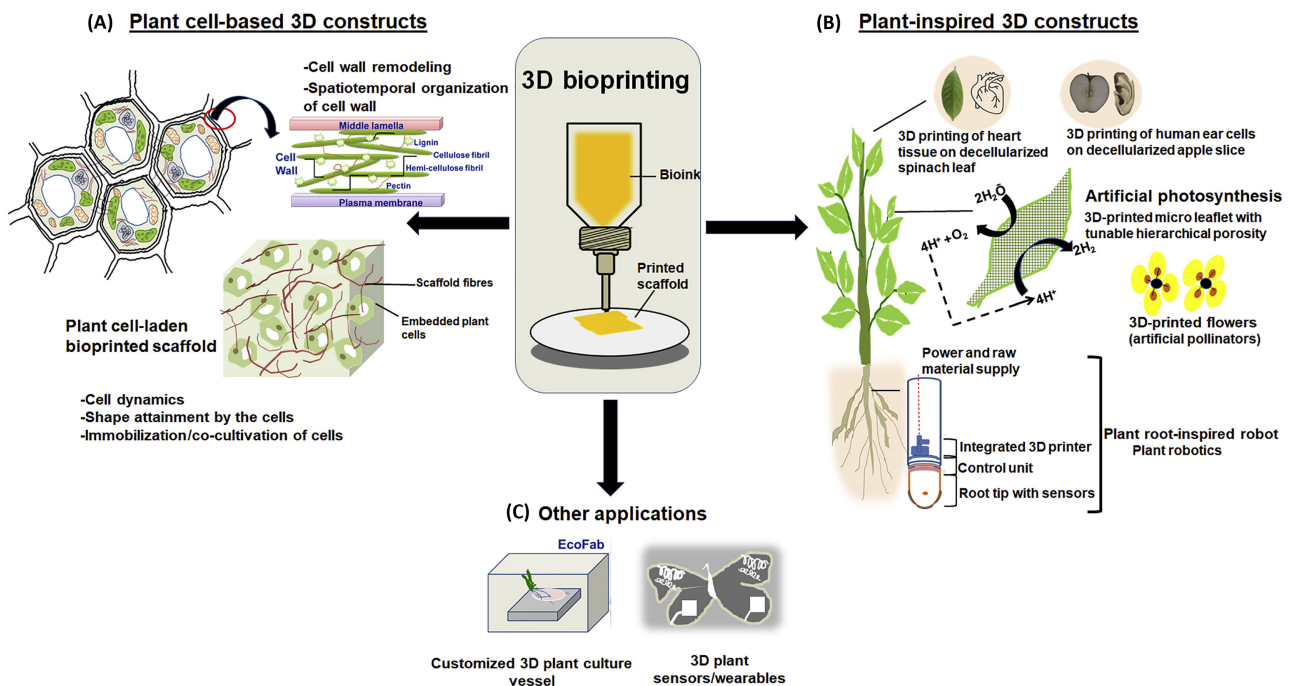 (A) Plant cell-based 3D constructs
-Cell wall remodeling
-Spatiotemporal organization
of cell wall
Middle lamella
Lignin
Cell
Wall
Cellulose fibril
Hemi-cellulose fibril
Pectin
Plasma membrane
Scaffold fibres
Embedded plant
cells
Plant cell-laden
bioprinted scaffold
-Cell dynamics
-Shape attainment by the cells
-Immobilization/co-cultivation of cells
3D bioprinting
Bioink
Printed
scaffold
(B) Plant-inspired 3D constructs
3D printing of heart
tissue on decellularized
spinach leaf
3D printing of human ear cells
on decellularized apple slice
2H₂Ō
4H⁺ +O₂
2H₂
4H⁺
Artificial photosynthesis
3D-printed micro leaflet with
tunable hierarchical porosity
3D-printed flowers
(artificial pollinators)
Power and raw
material supply
Integrated 3D printer
Control unit
Root tip with sensors
Plant root-inspired robot
Plant robotics
(C) Other applications
EcoFab
Customized 3D plant culture
vessel
3D plant
sensors/wearables